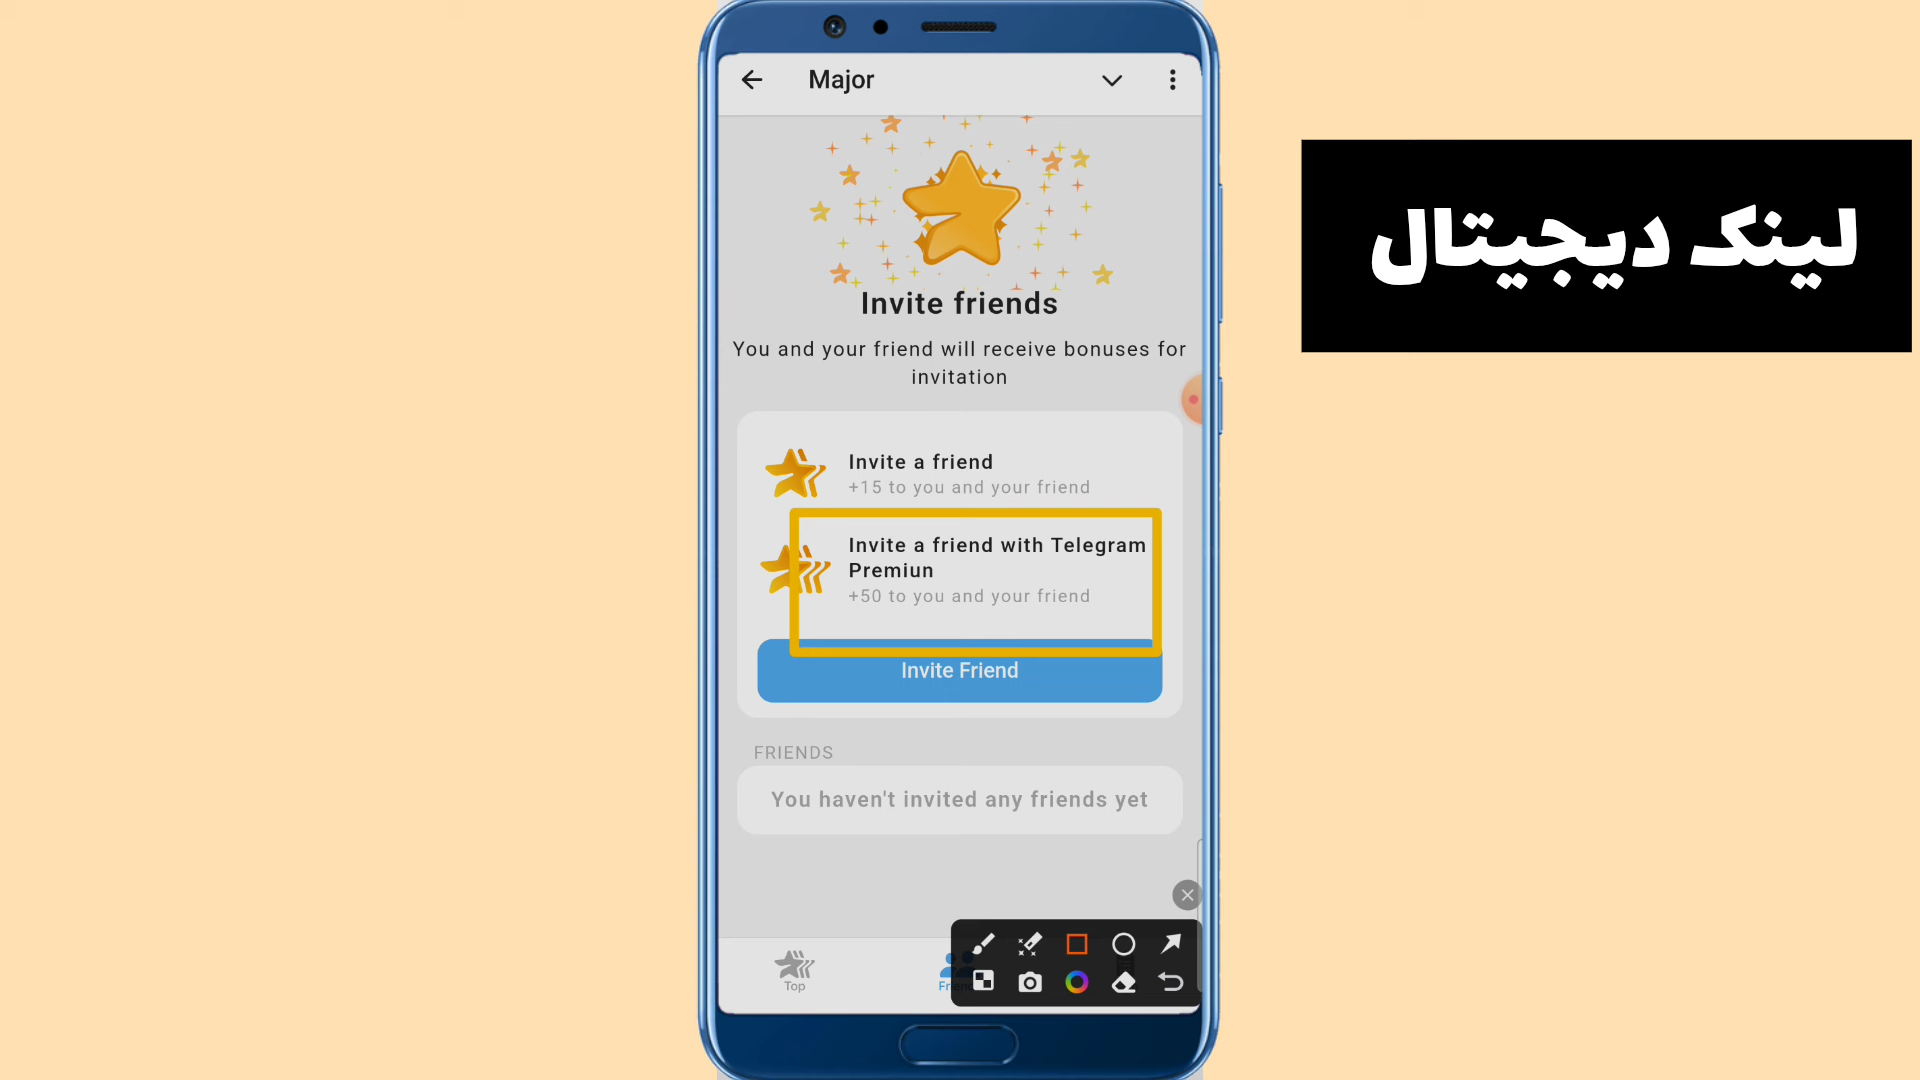 Major
لینک دیجیتال
Invite friends
You and your friend will receive bonuses for
invitation
Invite a friend
+15 to you and your friend
Invite a friend with Telegram
Premiun
+50 to you and your friend
Invite Friend
FRIENDS
You haven't invited any friends yet
Top